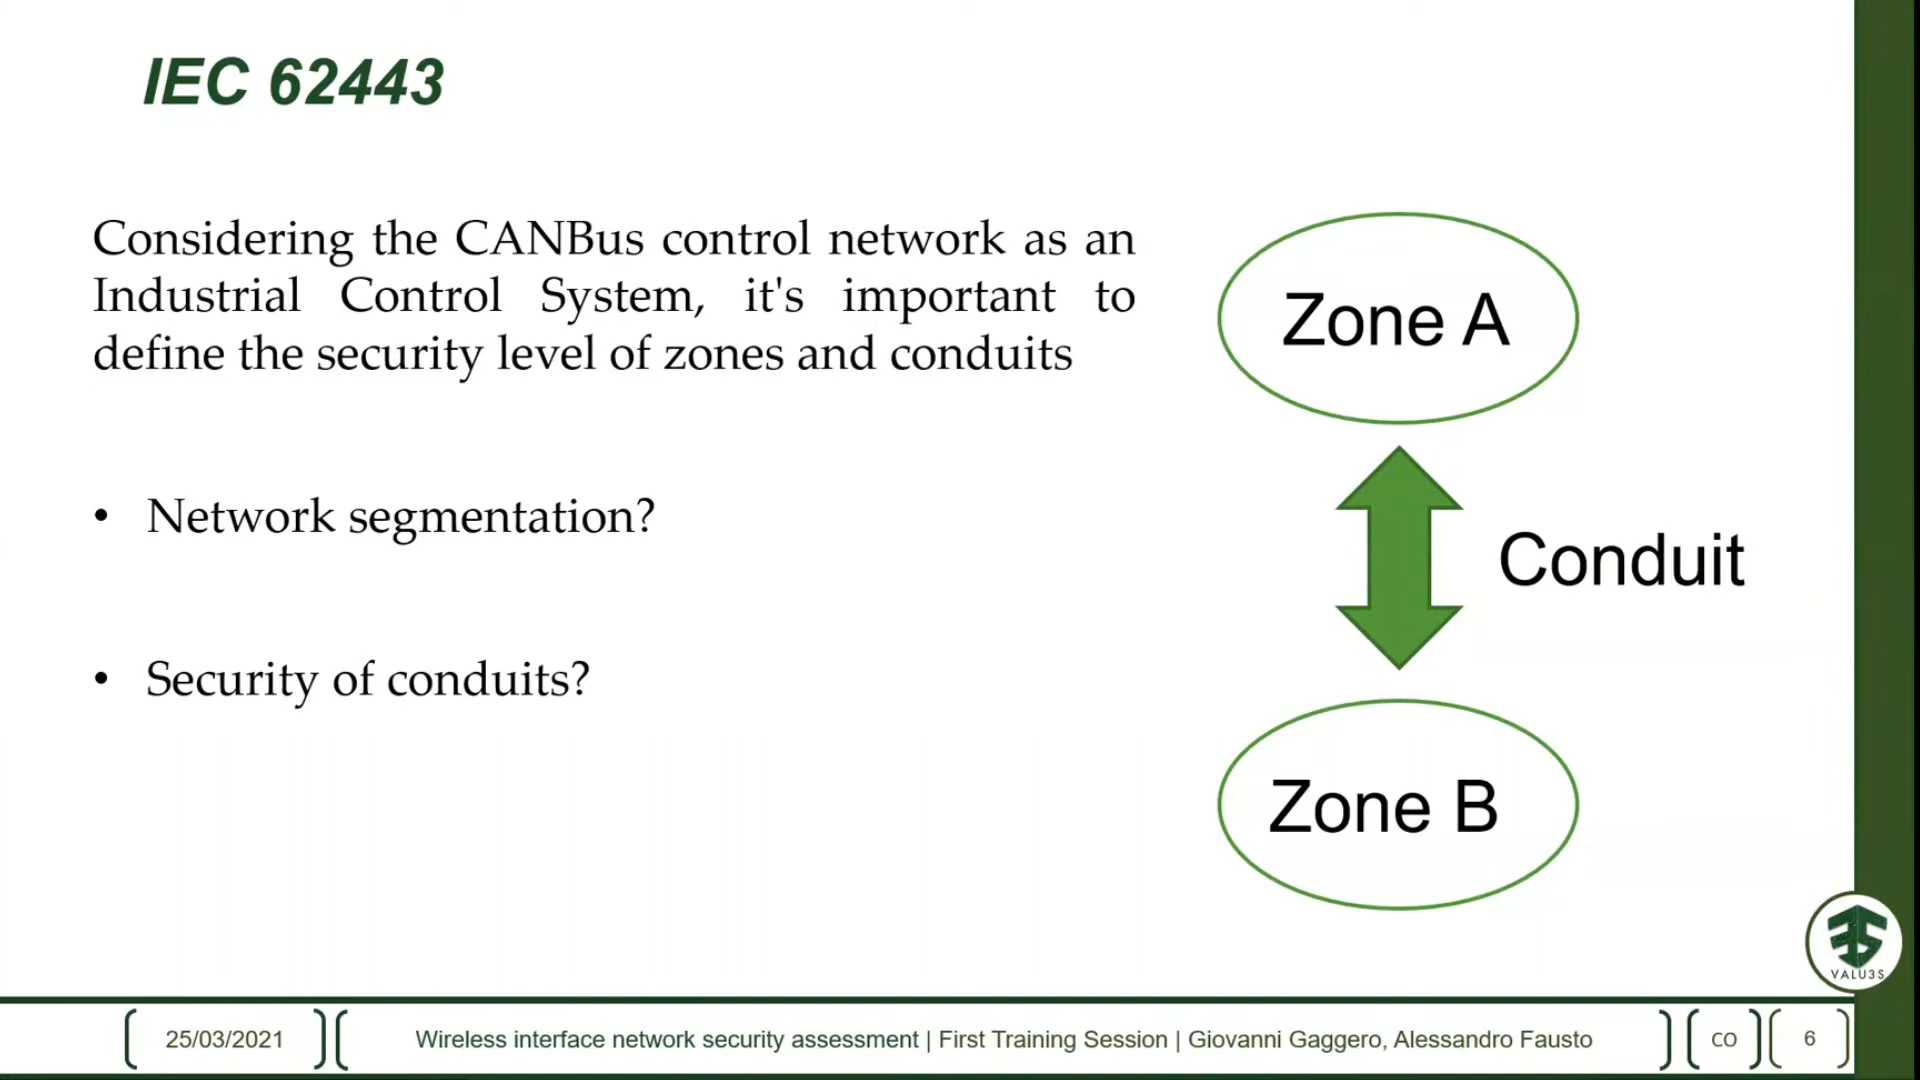 IEC 62443
Considering the CANBus control network as an
Industrial Control System, it's important to
define the security level of zones and conduits
• Network segmentation?
• Security of conduits?
Zone A
Conduit
Zone B
VALU3S
25/03/2021
Wireless interface network security assessment | First Training Session | Giovanni Gaggero, Alessandro Fausto
CO
6